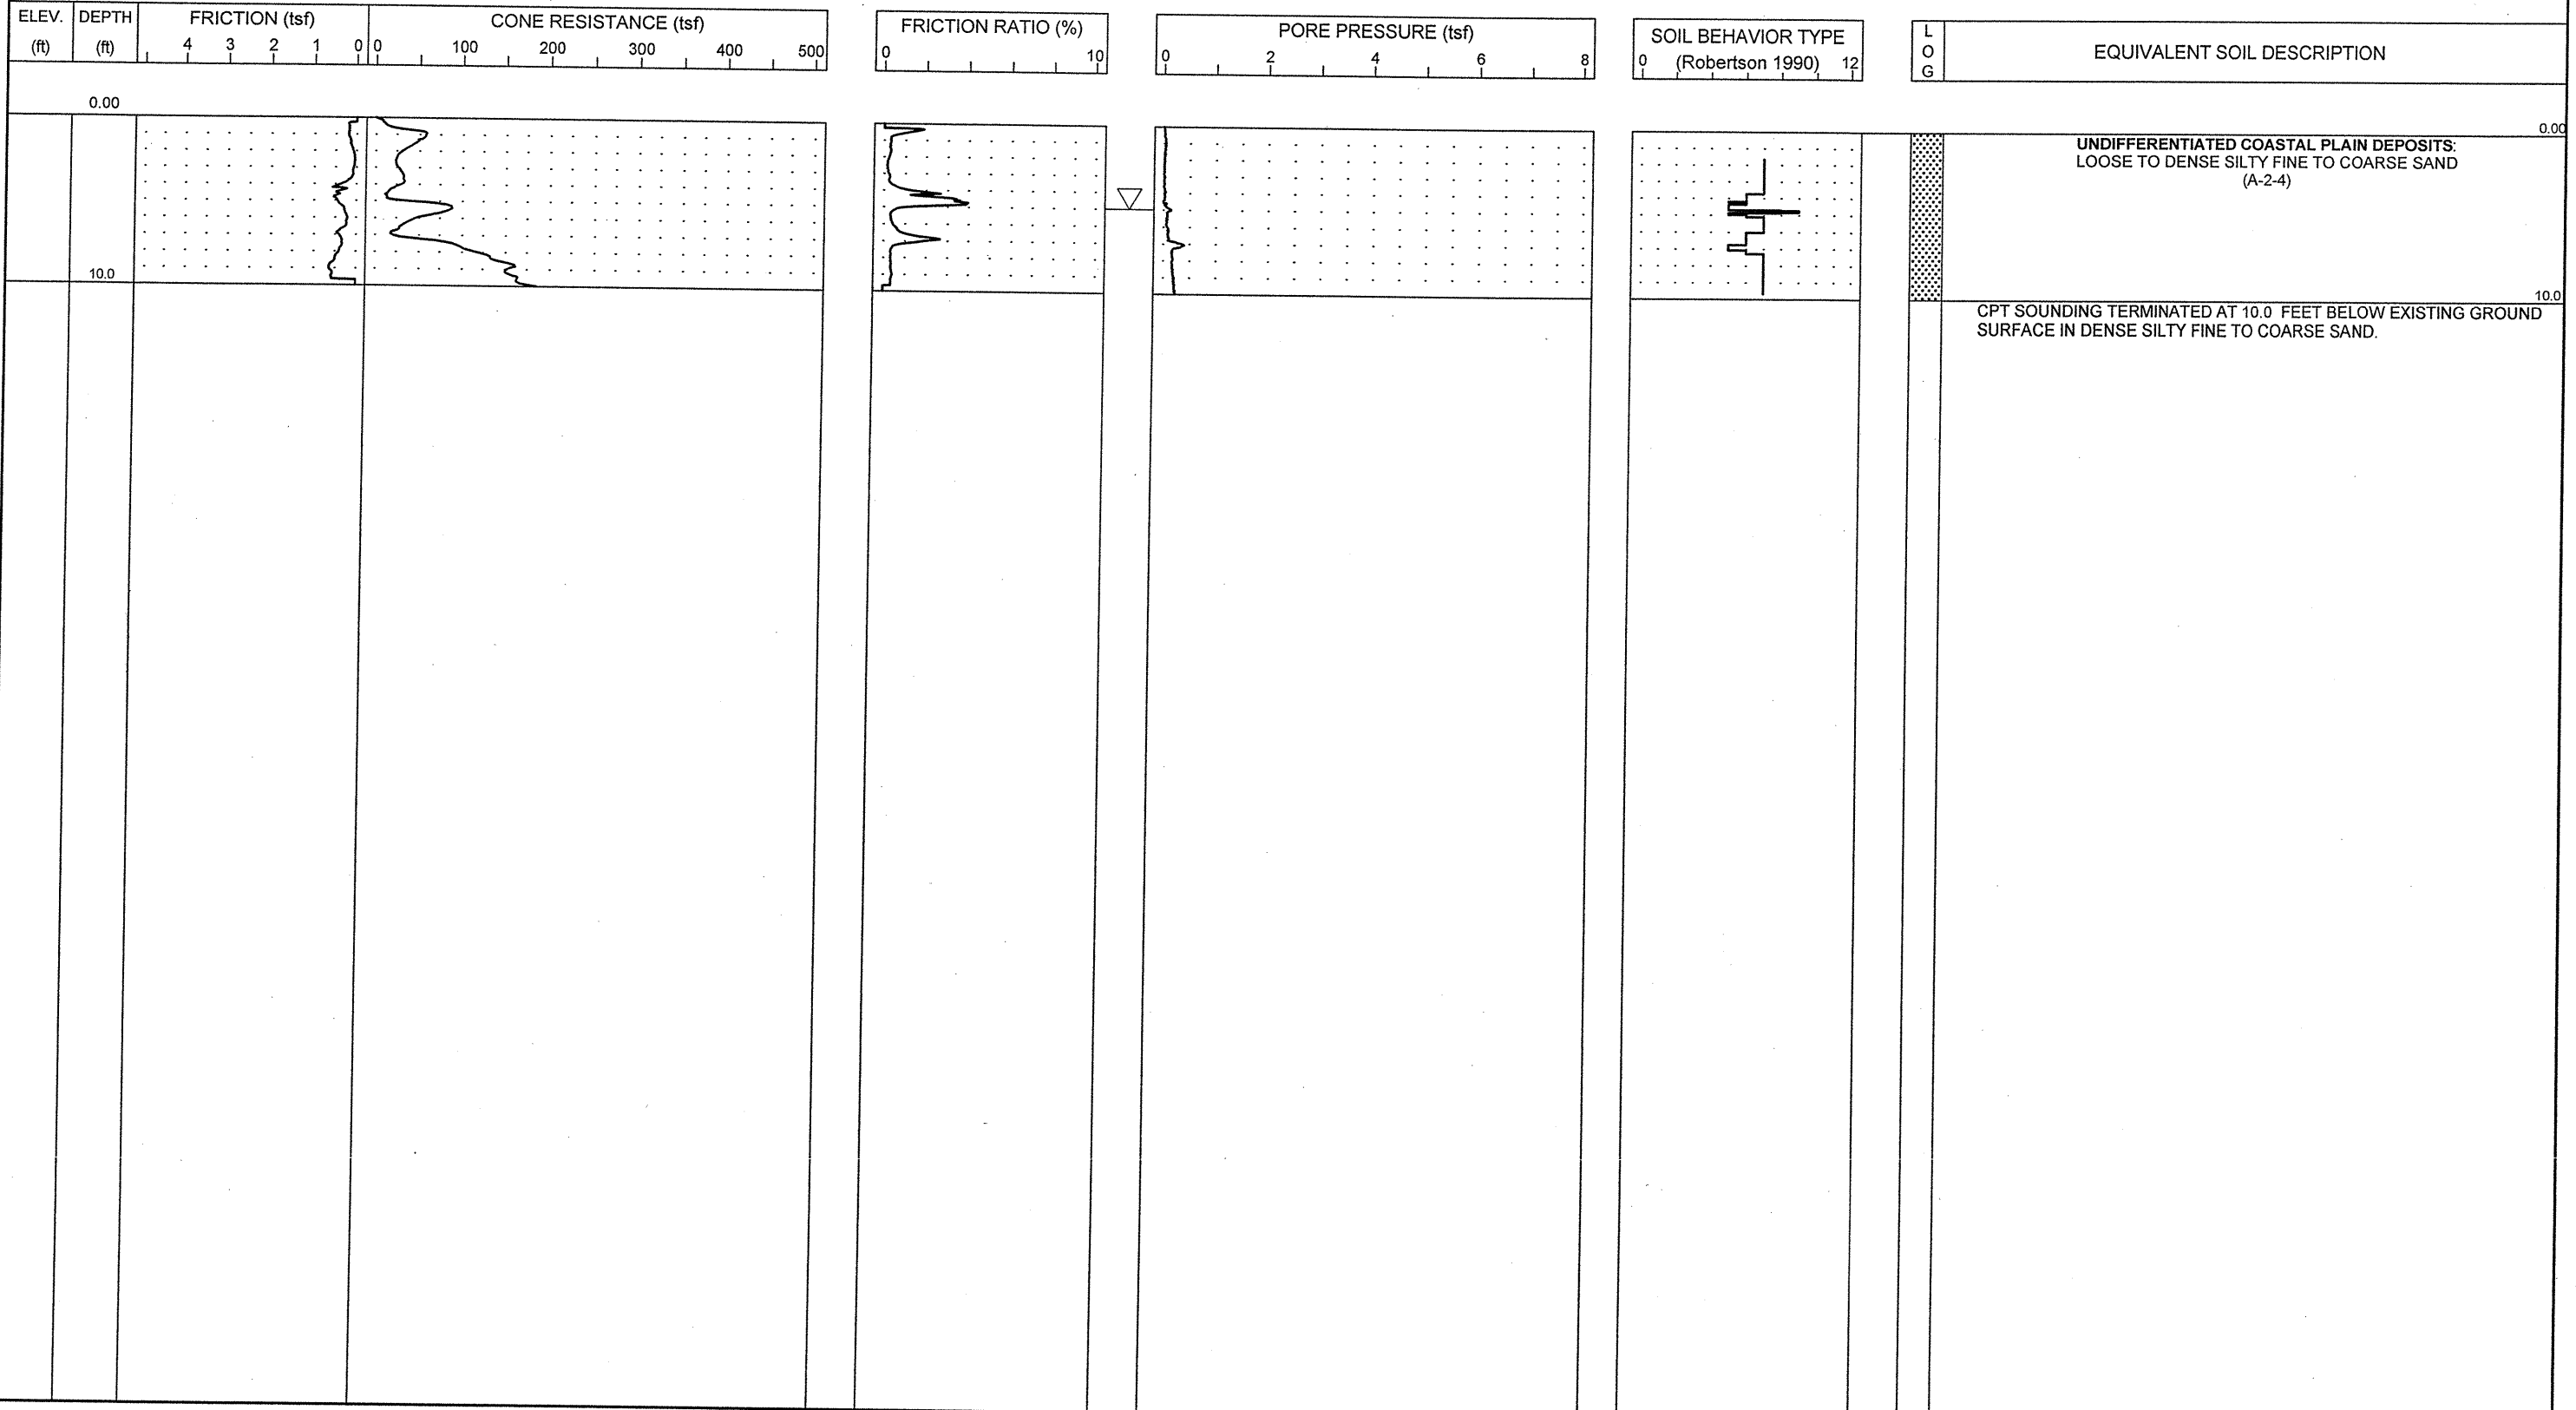 ELEV. DEPTH FRICTION (tsf) CONE RESISTANCE (tsf) FRICTION RATIO (%) PORE PRESSURE (tsf) SOIL BEHAVIOR TYPE L
(ft) (ft) 4 3 2 1 0 0 100 200 300 400 500 0 10 0 2 4 6 8 0 (Robertson 1990) 12 O EQUIVALENT SOIL DESCRIPTION
G
0.00
0.00
UNDIFFERENTIATED COASTAL PLAIN DEPOSITS:
LOOSE TO DENSE SILTY FINE TO COARSE SAND
(A-2-4)
10.0
10.0
CPT SOUNDING TERMINATED AT 10.0 FEET BELOW EXISTING GROUND
SURFACE IN DENSE SILTY FINE TO COARSE SAND.